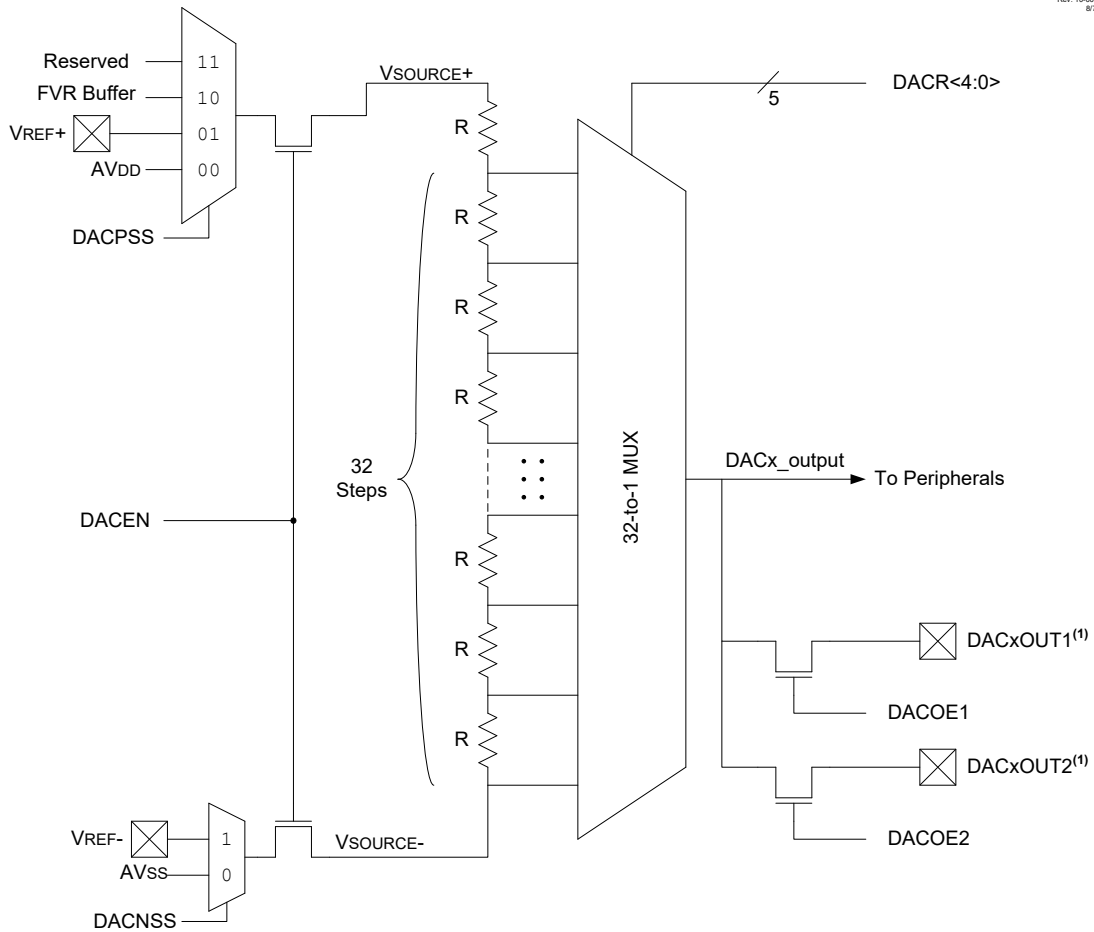 Reserved
FVR Buffer
VREF+
AVDD
11
10
01
00
DACPSS
VSOURCE+
R
R
R
R
R
R
R
32
Steps
DACR<4:0>
5
32-to-1 MUX
DACx_output
To Peripherals
DACEN
DACxOUT1(1)
DACOE1
DACxOUT2(1)
DACOE2
VREF-
AVSS
1
0
VSOURCE-
DACNSS